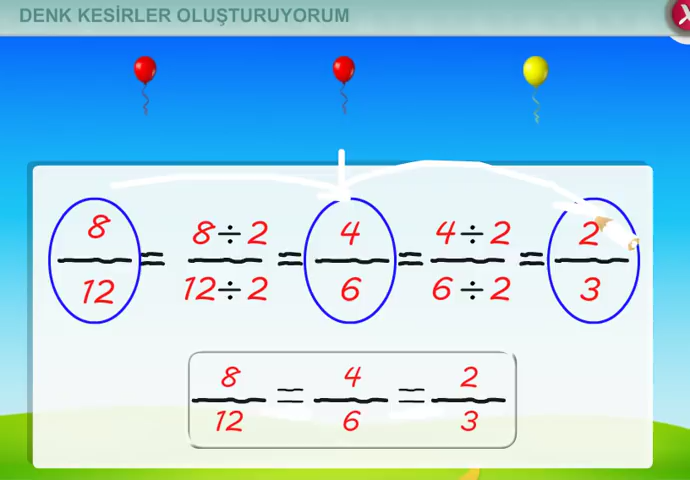 DENK KESİRLER OLUŞTURUYORUM
8/12 = 8÷2/12÷2 = 4/6 = 4÷2/6÷2 = 2/3
8/12 = 4/6 = 2/3